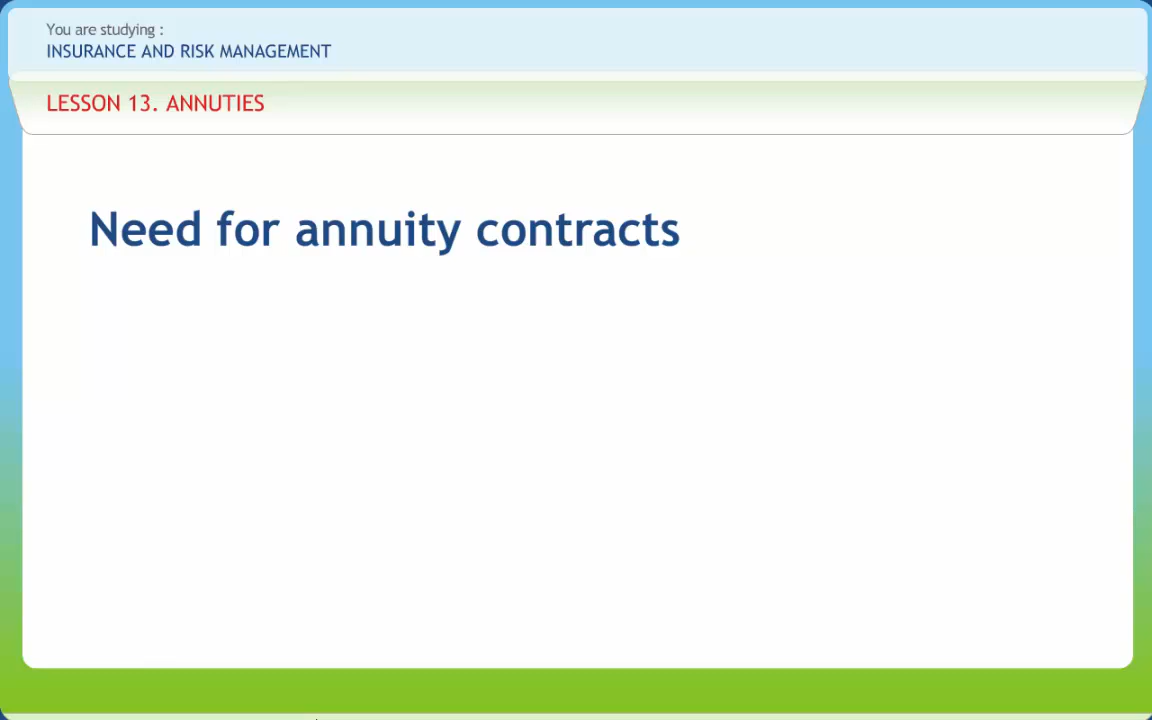 You are studying :
INSURANCE AND RISK MANAGEMENT
LESSON 13. ANNUTIES
Need for annuity contracts